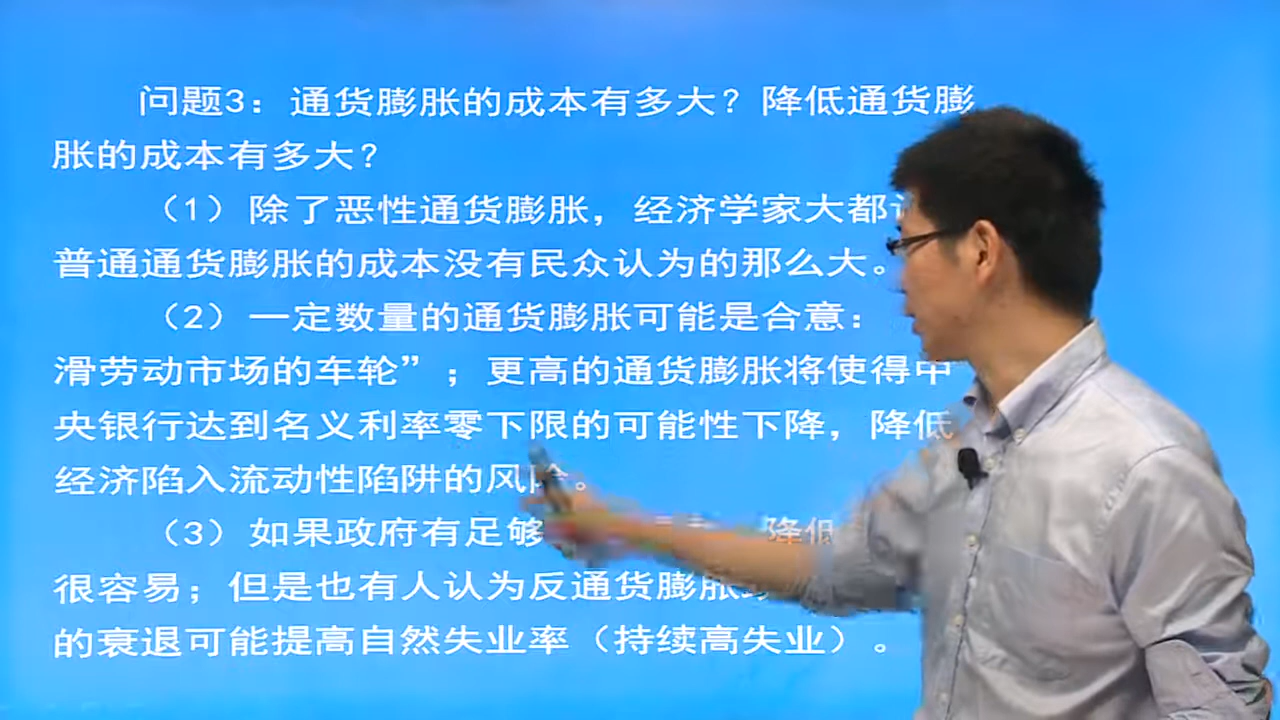 问题3：通货膨胀的成本有多大？降低通货膨
胀的成本有多大？
（1）除了恶性通货膨胀，经济学家大都
普通通货膨胀的成本没有民众认为的那么大。
（2）一定数量的通货膨胀可能是合意：
滑劳动市场的车轮”；更高的通货膨胀将使得中
央银行达到名义利率零下限的可能性下降，降低
经济陷入流动性陷阱的风险。
（3）如果政府有足够 降低
很容易；但是也有人认为反通货膨胀
的衰退可能提高自然失业率（持续高失业）。